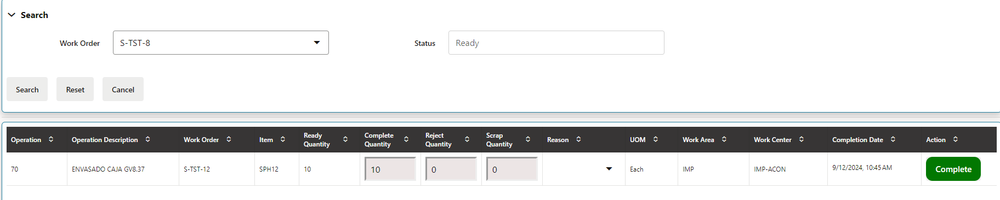 Search
Work Order S-TST-8 Status Ready
Search Reset Cancel
Operation Operation Description Work Order Item Ready Quantity Complete Quantity Reject Quantity Scrap Quantity Reason UOM Work Area Work Center Completion Date Action
70 ENVASADO CAJA GV8.37 S-TST-12 SPH12 10 10 0 0 Each IMP IMP-ACON 9/12/2024, 10:45 AM Complete